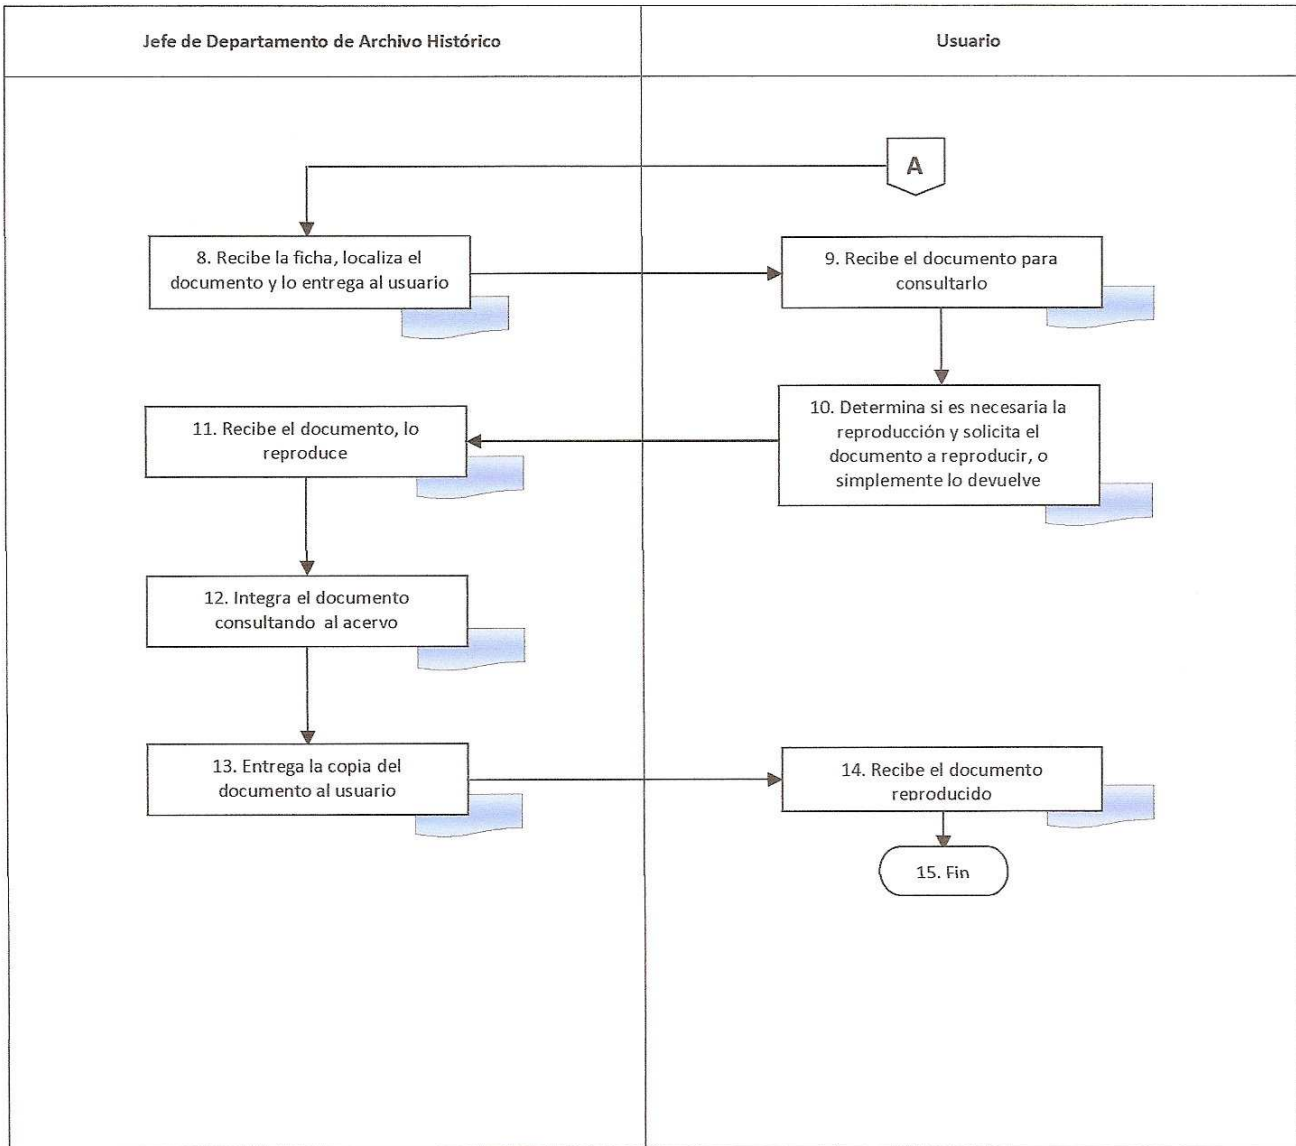 Jefe de Departamento de Archivo Histórico
Usuario
A
8. Recibe la ficha, localiza el
documento y lo entrega al usuario
9. Recibe el documento para
consultarlo
10. Determina si es necesaria la
reproducción y solicita el
documento a reproducir, o
simplemente lo devuelve
11. Recibe el documento, lo
reproduce
12. Integra el documento
consultando al acervo
13. Entrega la copia del
documento al usuario
14. Recibe el documento
reproducido
15. Fin